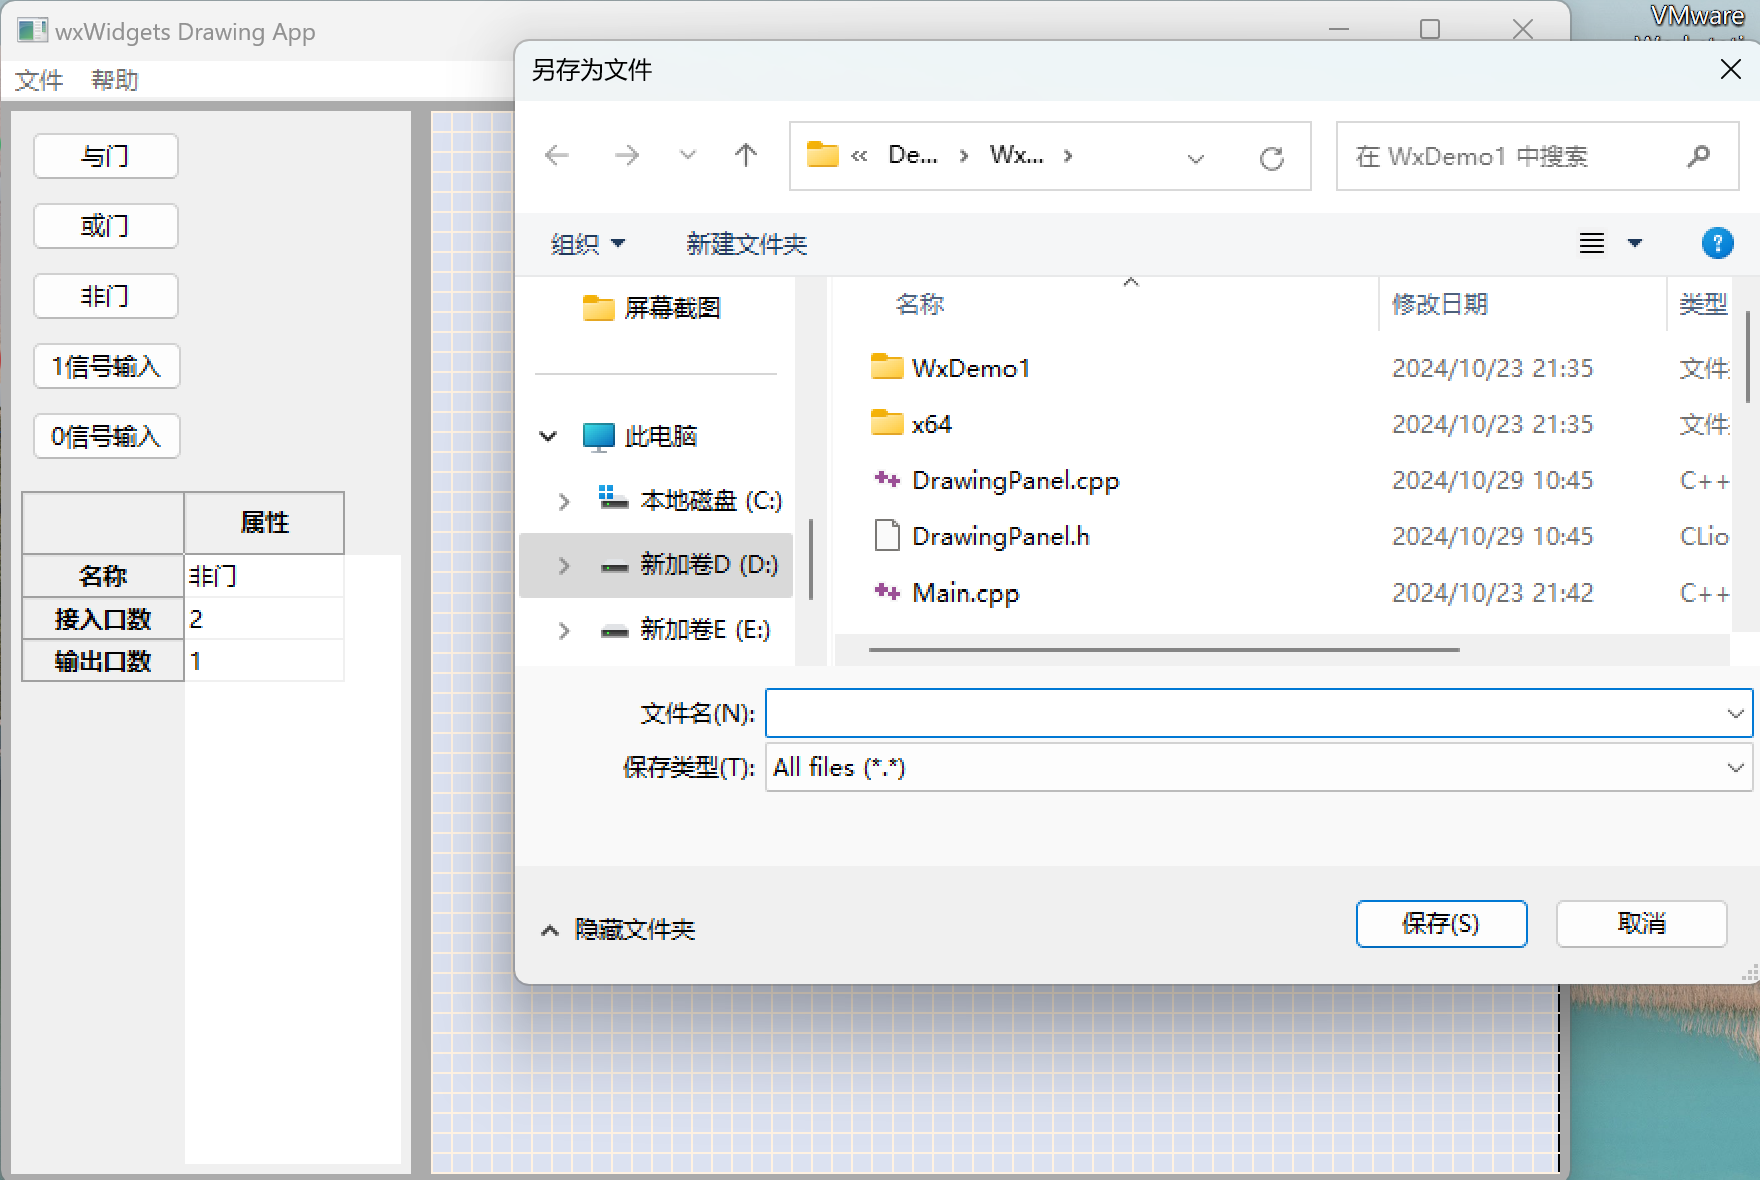 VMware
wxWidgets Drawing App
文件 帮助
与门
或门
非门
1信号输入
0信号输入
属性
名称 非门
接入口数 2
输出口数 1
另存为文件
« De... › Wx... ›
在 WxDemo1 中搜索
组织 新建文件夹
?
屏幕截图
此电脑
本地磁盘 (C:)
新加卷D (D:)
新加卷E (E:)
名称 修改日期 类型
WxDemo1 2024/10/23 21:35 文件
x64 2024/10/23 21:35 文件
DrawingPanel.cpp 2024/10/29 10:45 C++
DrawingPanel.h 2024/10/29 10:45 CLio
Main.cpp 2024/10/23 21:42 C++
文件名(N):
保存类型(T): All files (*.*)
隐藏文件夹
保存(S) 取消